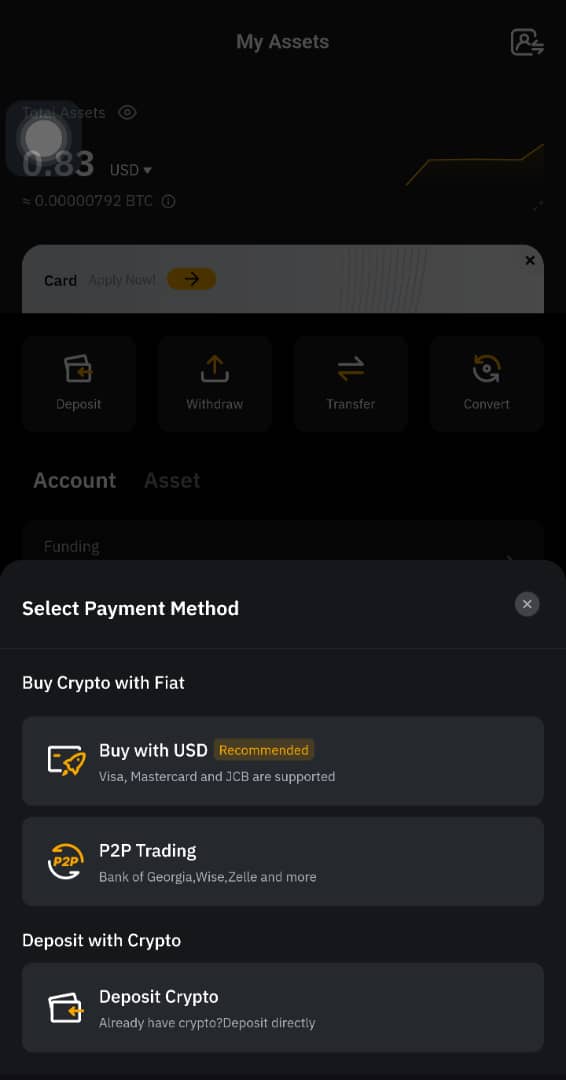 My Assets
Total Assets
0.83 USD
≈ 0.00000792 BTC
Card Apply Now!
Deposit Withdraw Transfer Convert
Account Asset
Funding
Select Payment Method
Buy Crypto with Fiat
Buy with USD Recommended
Visa, Mastercard and JCB are supported
P2P
P2P Trading
Bank of Georgia,Wise,Zelle and more
Deposit with Crypto
Deposit Crypto
Already have crypto?Deposit directly